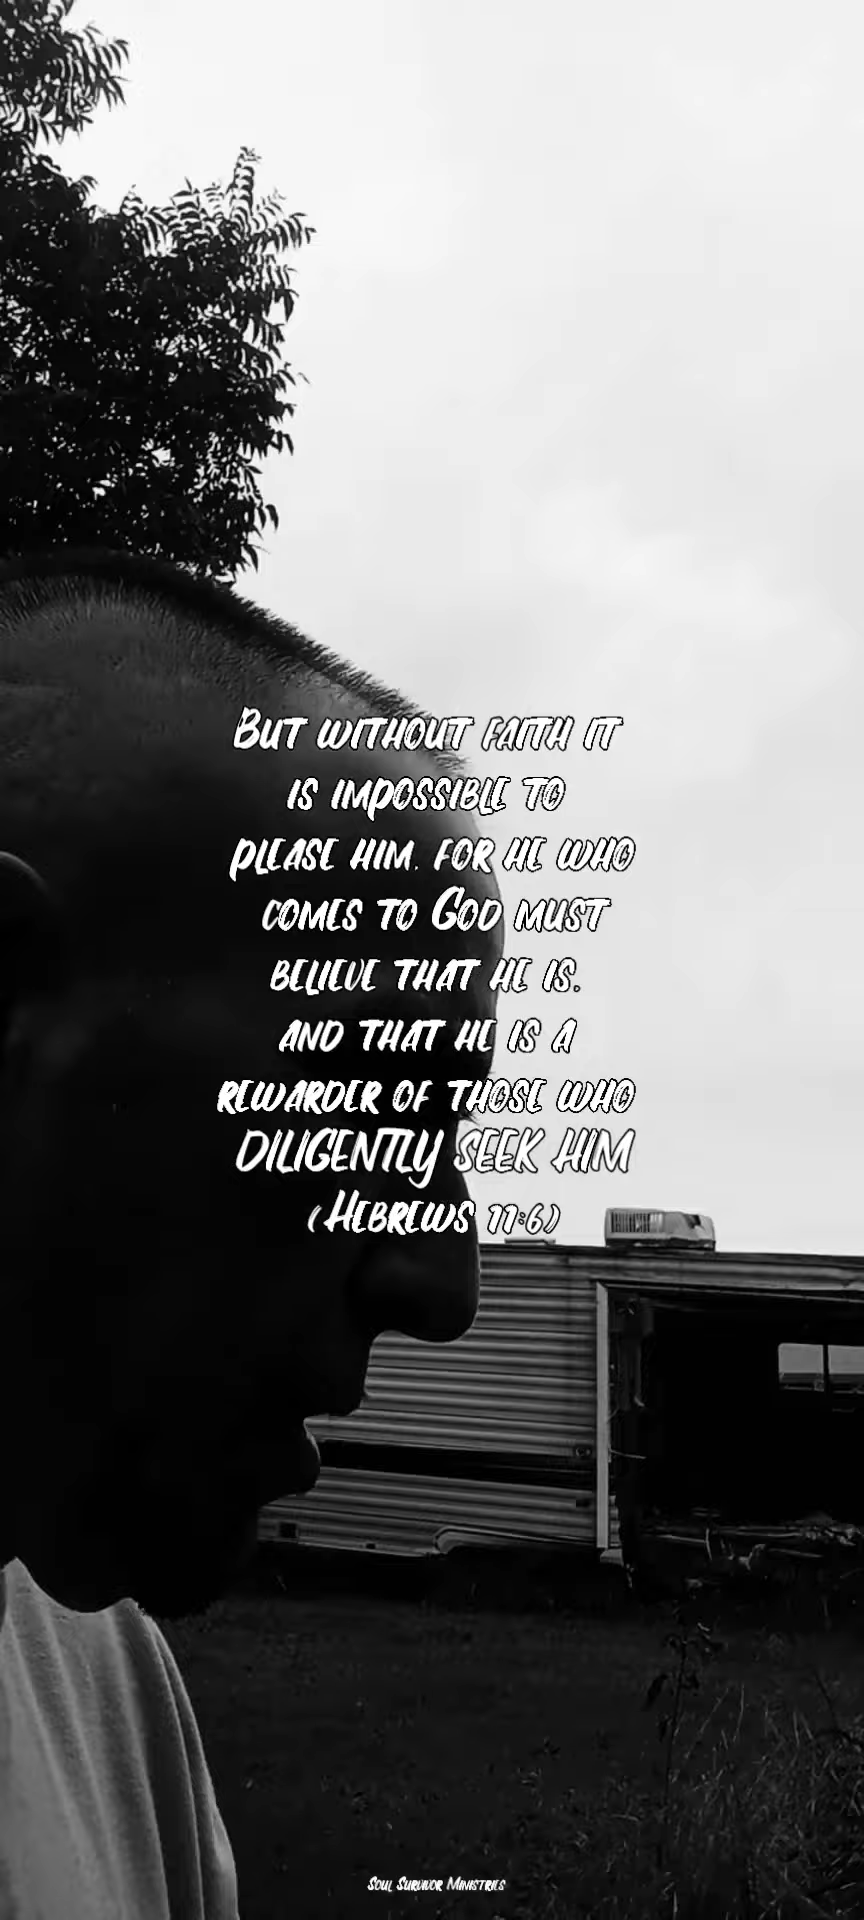 But without faith it
is impossible to
please him, for he who
comes to God must
believe that he is,
and that he is a
rewarder of those who
DILIGENTLY SEEK HIM
(Hebrews 11:6)
Soul Survivor Ministries